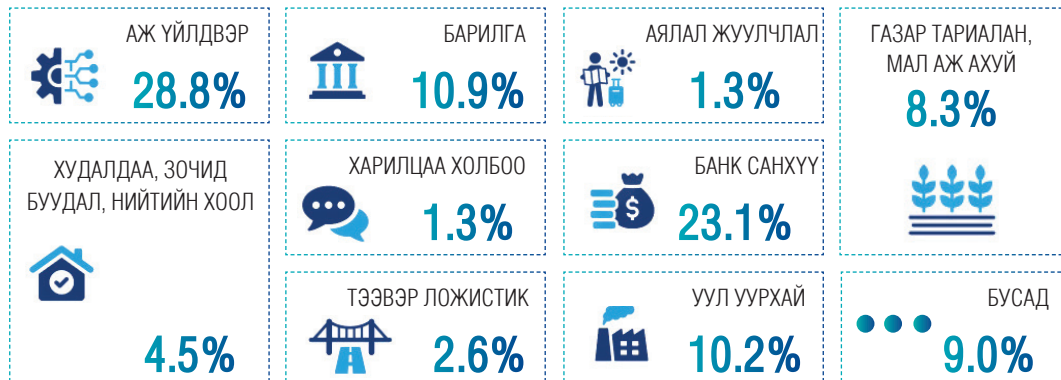 АЖ ҮЙЛДВЭР
28.8%
БАРИЛГА
10.9%
АЯЛАЛ ЖУУЛЧЛАЛ
1.3%
ГАЗАР ТАРИАЛАН,
МАЛ АЖ АХУЙ
8.3%
ХУДАЛДАА, ЗОЧИД
БУУДАЛ, НИЙТИЙН ХООЛ
4.5%
ХАРИЛЦАА ХОЛБОО
1.3%
БАНК САНХҮҮ
$
23.1%
ТЭЭВЭР ЛОЖИСТИК
2.6%
УУЛ УУРХАЙ
10.2%
БУСАД
9.0%